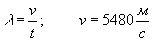 λ = v/t ;   v = 5480 м/с